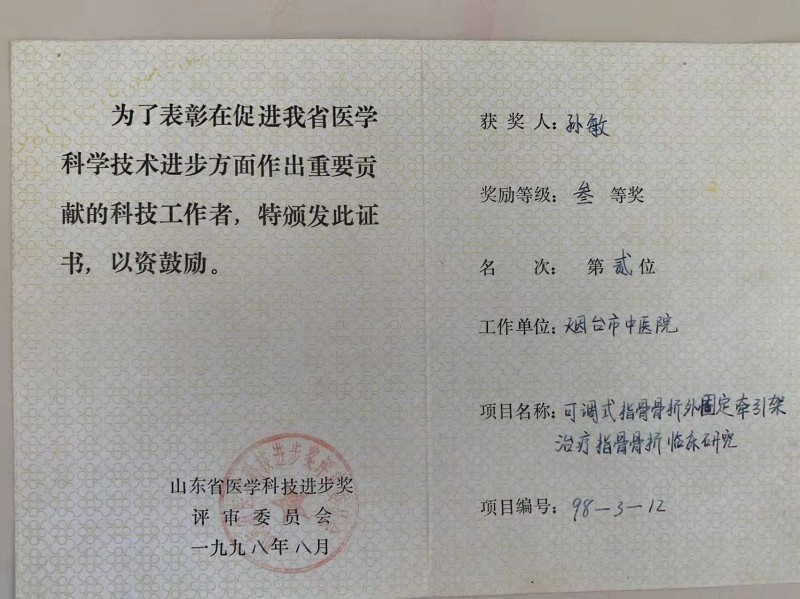 为了表彰在促进我省医学
科学技术进步方面作出重要贡
献的科技工作者，特颁发此证
书，以资鼓励。
山东省医学科技进步奖
评审委员会
一九九八年八月
获奖人：孙敏
奖励等级：叁等奖
名次：第贰位
工作单位：烟台市中医院
项目名称：可调式指骨骨折外固定牵引架
治疗指骨骨折临床研究
项目编号：98-3-12